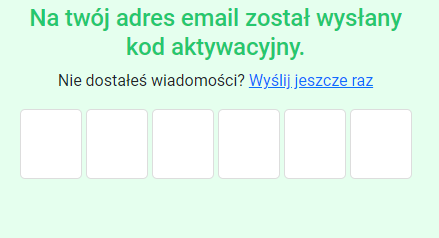 Na twój adres email został wysłany
kod aktywacyjny.
Nie dostałeś wiadomości? Wyślij jeszcze raz